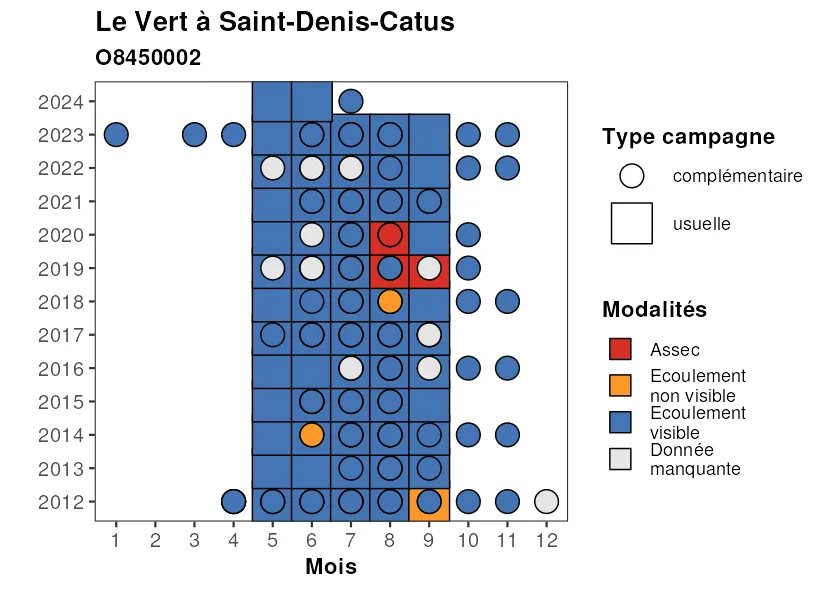 Le Vert à Saint-Denis-Catus
O8450002
2024
2023
2022
2021
2020
2019
2018
2017
2016
2015
2014
2013
2012
1 2 3 4 5 6 7 8 9 10 11 12
Mois
Type campagne
complémentaire
usuelle
Modalités
Assec
Ecoulement
non visible
Ecoulement
visible
Donnée
manquante